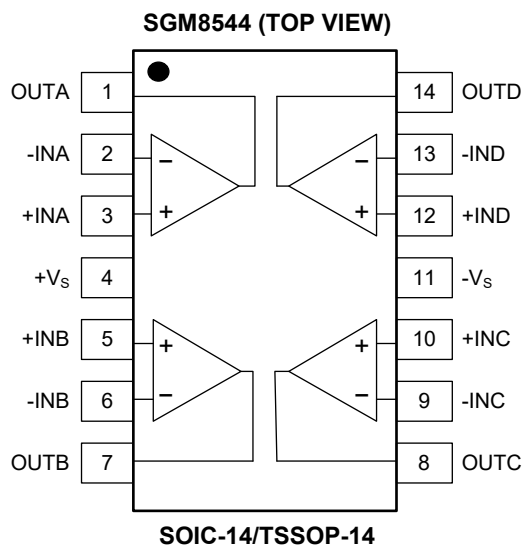 SGM8544 (TOP VIEW)
OUTA 1 14 OUTD
-INA 2 − − 13 -IND
+INA 3 + + 12 +IND
+VS 4 11 -VS
+INB 5 + + 10 +INC
-INB 6 − − 9 -INC
OUTB 7 8 OUTC
SOIC-14/TSSOP-14